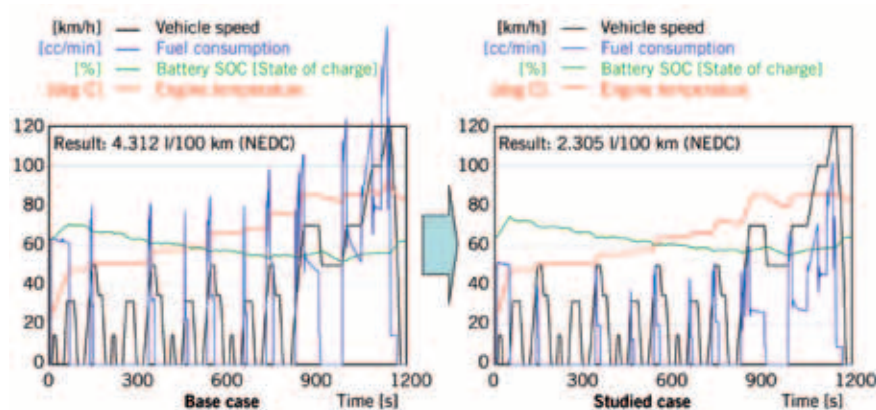 [km/h] Vehicle speed
[cc/min] Fuel consumption
[%] Battery SOC [State of charge]
[deg C] Engine temperature
120
100
80
60
40
20
0
Result: 4.312 l/100 km (NEDC)
0 300 600 900 1200
Base case Time [s]
[km/h] Vehicle speed
[cc/min] Fuel consumption
[%] Battery SOC [State of charge]
[deg C] Engine temperature
120
100
80
60
40
20
0
Result: 2.305 l/100 km (NEDC)
0 300 600 900 1200
Studied case Time [s]